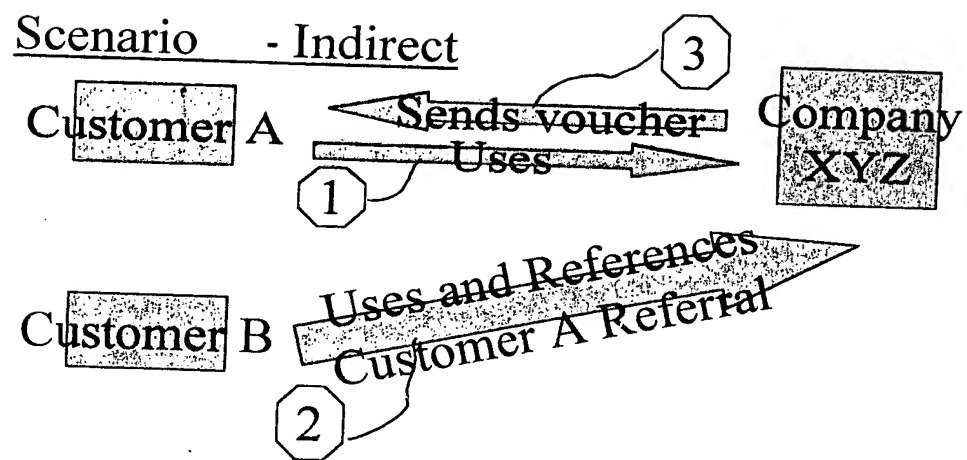 Scenario - Indirect
3
Customer A
Sends voucher
Company
XYZ
Uses
1
Uses and References
Customer A Referral
Customer B
2